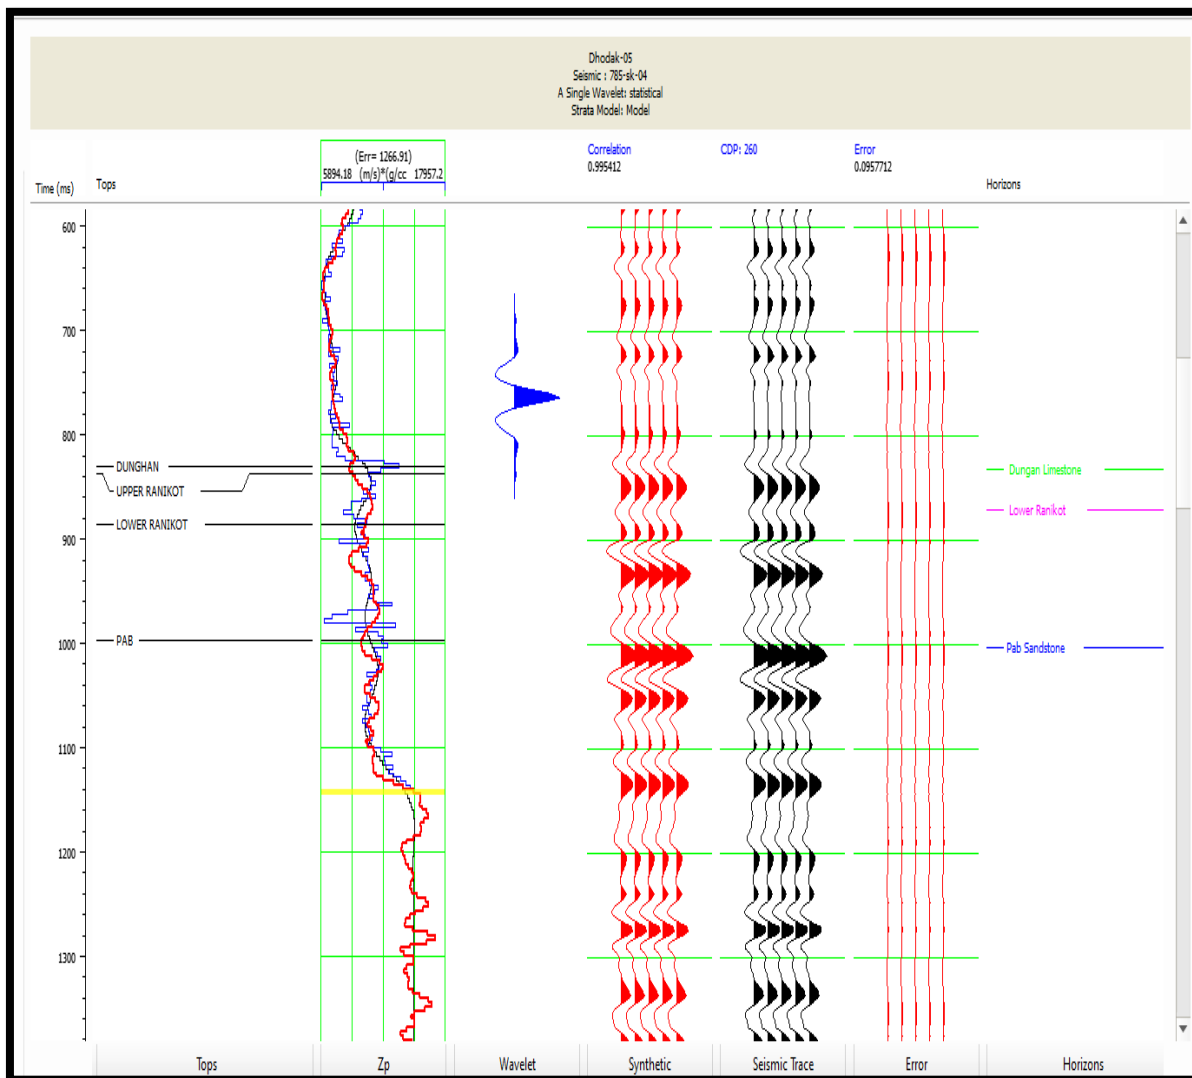 Dhodak-05
Seismic : 785-sk-04
A Single Wavelet: statistical
Strata Model: Model
(Err= 1266.91)
5894.18 (m/s)*(g/cc 17957.2
Correlation
0.995412
CDP: 260
Error
0.0957712
Time (ms)
Tops
Horizons
600
700
800
DUNGHAN
UPPER RANIKOT
Dungan Limestone
LOWER RANIKOT
Lower Ranikot
900
PAB
1000
Pab Sandstone
1100
1200
1300
Tops
Zp
Wavelet
Synthetic
Seismic Trace
Error
Horizons